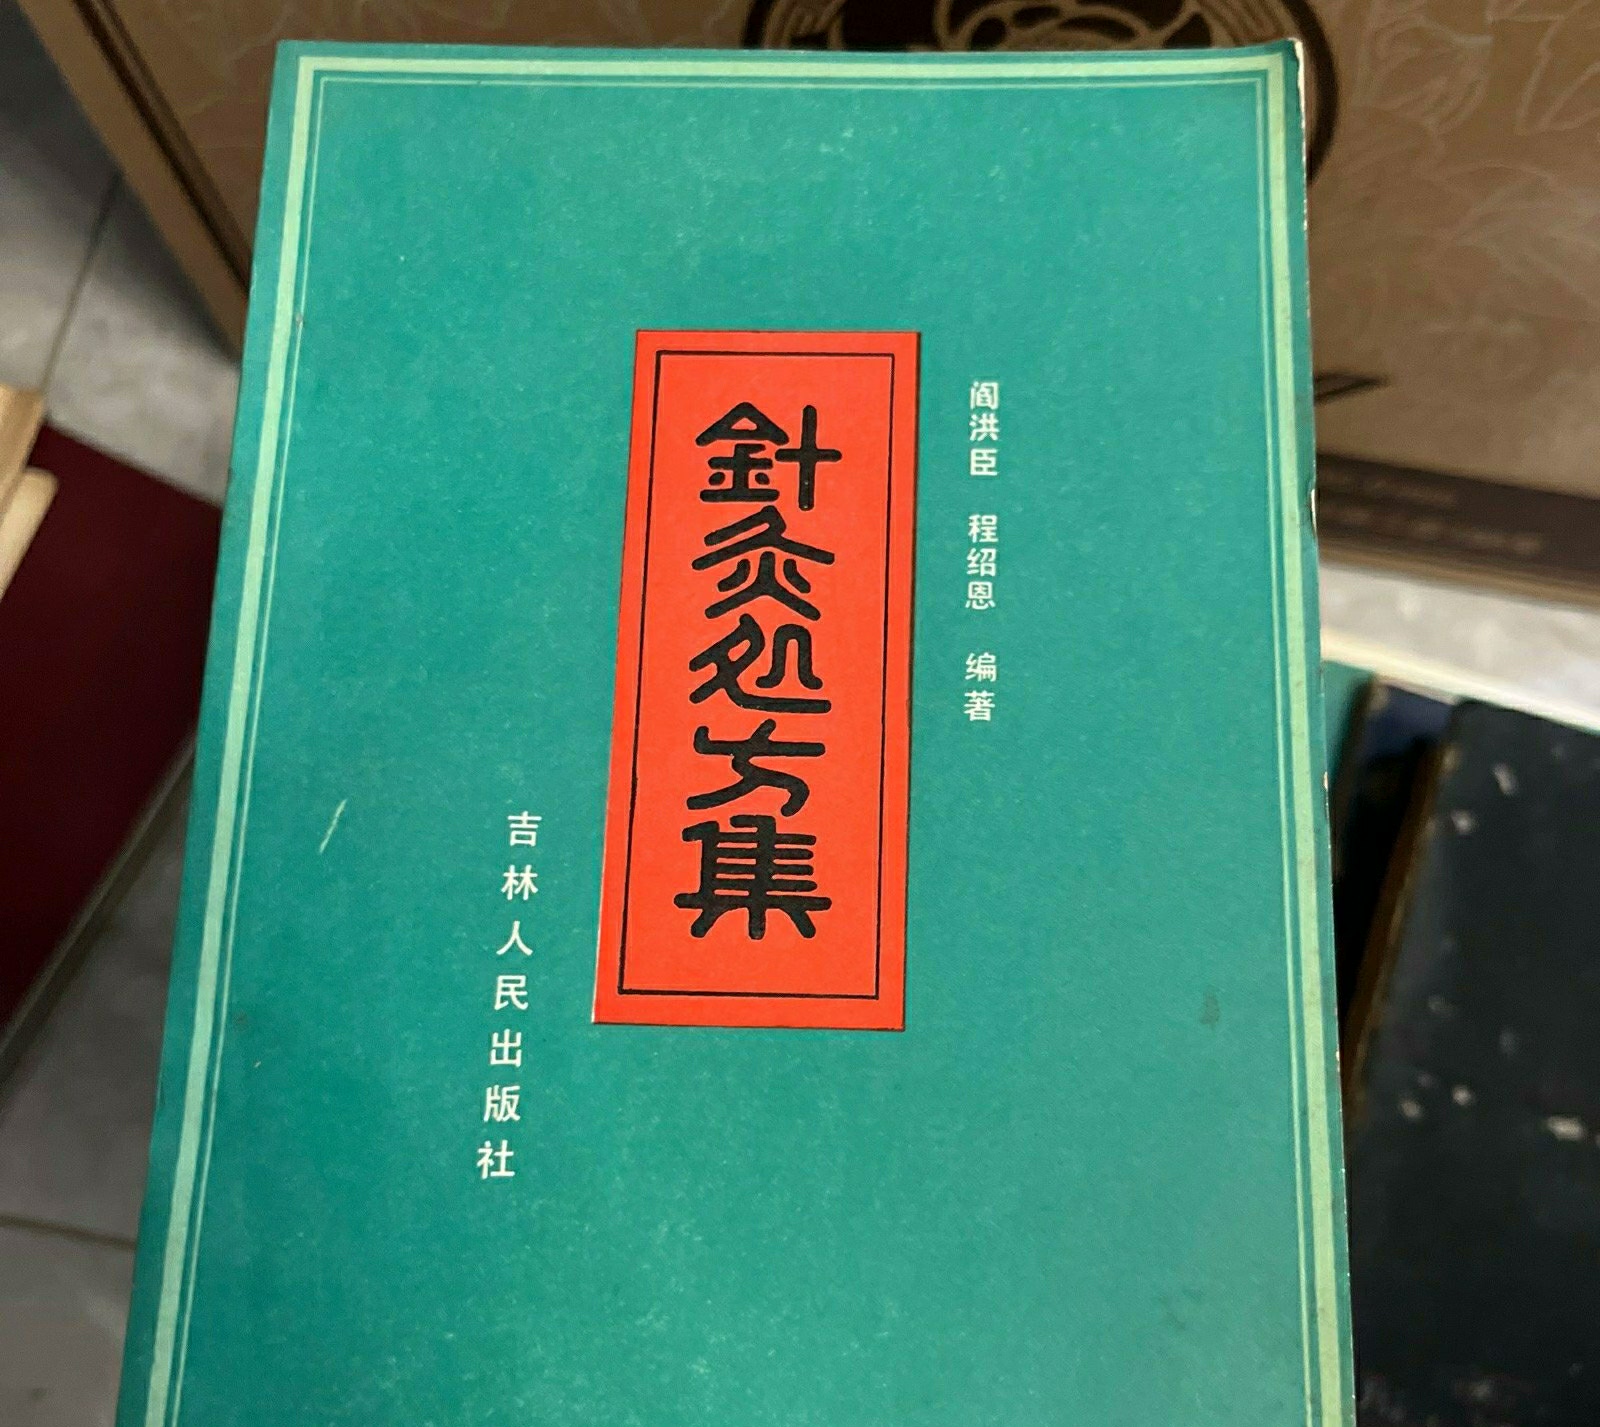 阎洪臣 程绍恩 编著
針灸处方集
吉林人民出版社